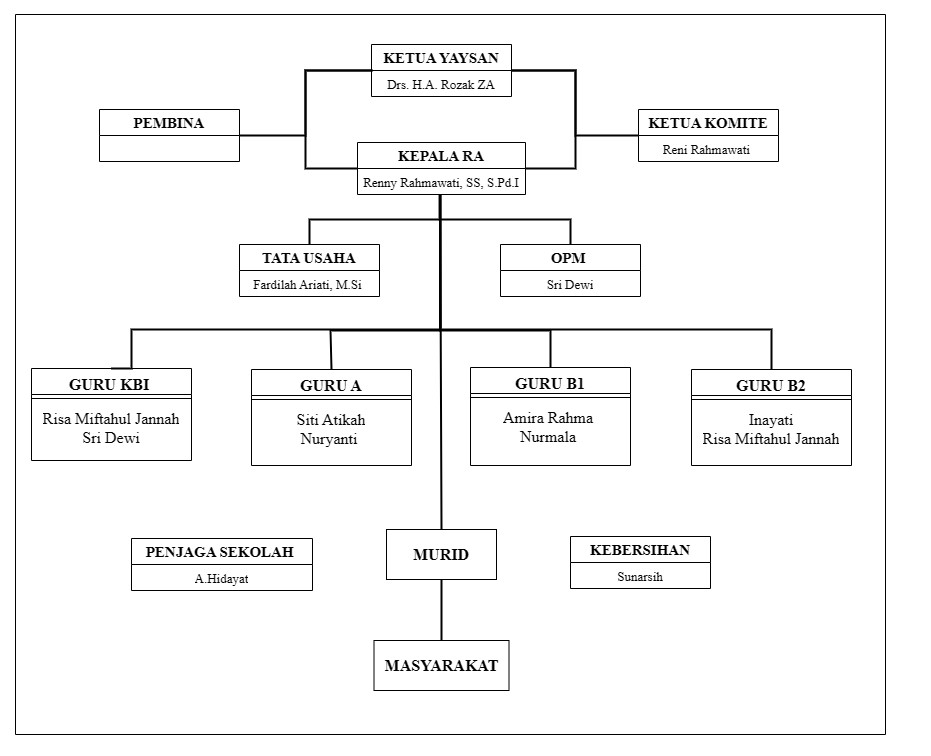 KETUA YAYSAN
Drs. H.A. Rozak ZA
PEMBINA
KETUA KOMITE
Reni Rahmawati
KEPALA RA
Renny Rahmawati, SS, S.Pd.I
TATA USAHA
Fardilah Ariati, M.Si
OPM
Sri Dewi
GURU KBI
Risa Miftahul Jannah
Sri Dewi
GURU A
Siti Atikah
Nuryanti
GURU B1
Amira Rahma
Nurmala
GURU B2
Inayati
Risa Miftahul Jannah
PENJAGA SEKOLAH
A.Hidayat
MURID
KEBERSIHAN
Sunarsih
MASYARAKAT